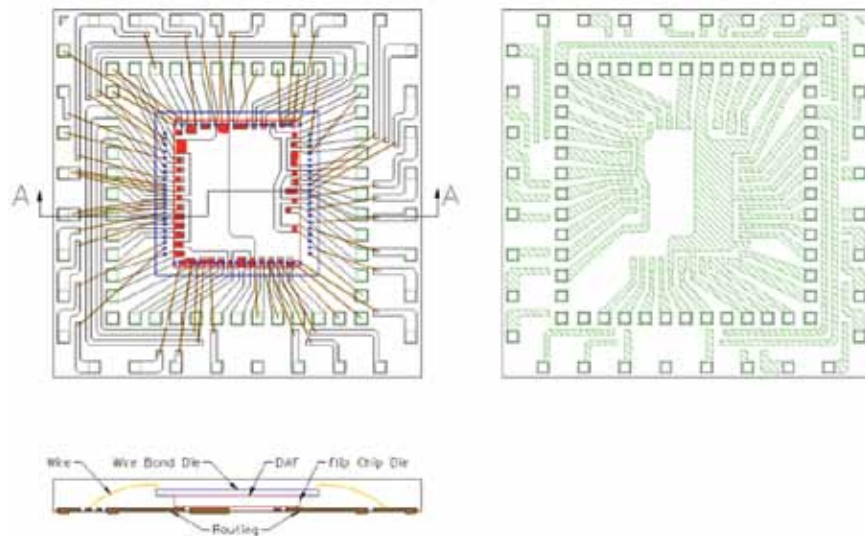 A
A
Wire
Wire Bond Die
DAF
Flip Chip Die
Routing